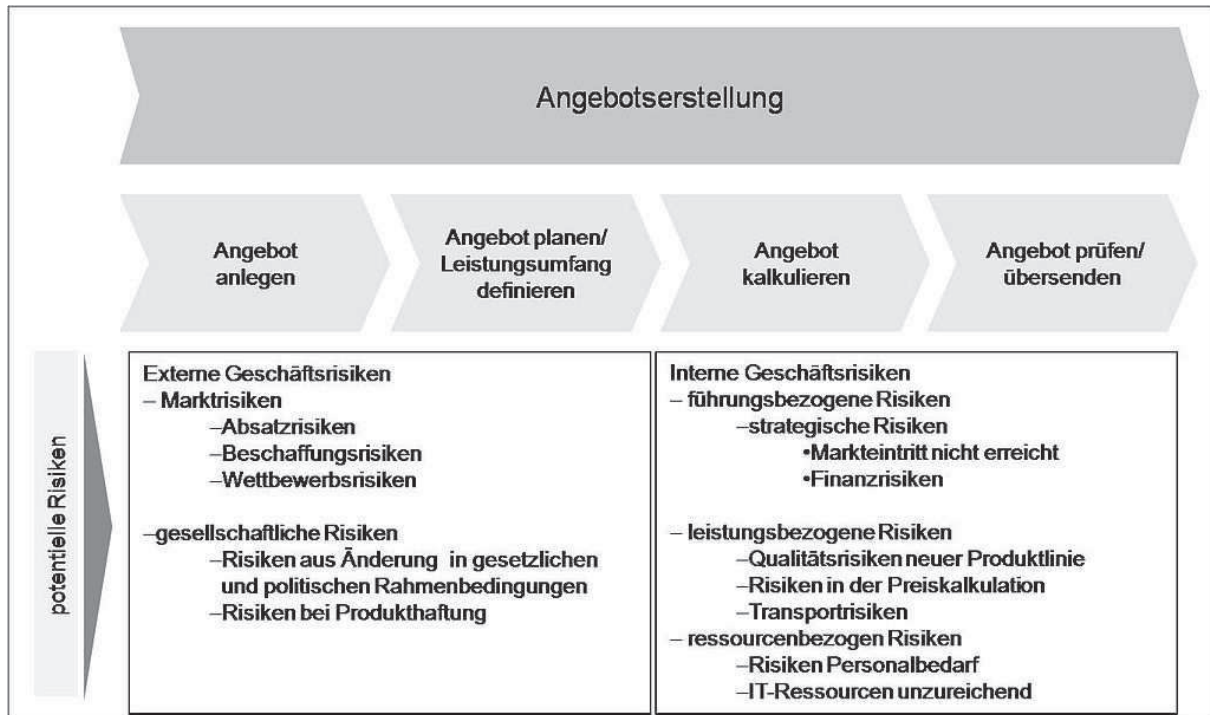 Angebotserstellung
Angebot
anlegen
Angebot planen/
Leistungsumfang
definieren
Angebot
kalkulieren
Angebot prüfen/
übersenden
potentielle Risiken
Externe Geschäftsrisiken
– Marktrisiken
–Absatzrisiken
–Beschaffungsrisiken
–Wettbewerbsrisiken
–gesellschaftliche Risiken
–Risiken aus Änderung in gesetzlichen
und politischen Rahmenbedingungen
–Risiken bei Produkthaftung
Interne Geschäftsrisiken
– führungsbezogene Risiken
–strategische Risiken
•Markteintritt nicht erreicht
•Finanzrisiken
– leistungsbezogene Risiken
–Qualitätsrisiken neuer Produktlinie
–Risiken in der Preiskalkulation
–Transportrisiken
– ressourcenbezogen Risiken
–Risiken Personalbedarf
–IT-Ressourcen unzureichend